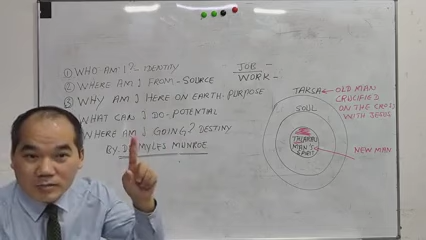 ① WHO AM I? - IDENTITY
② WHERE AM I FROM - SOURCE
③ WHY AM I HERE ON EARTH - PURPOSE
WHAT CAN I DO - POTENTIAL
WHERE AM I GOING? DESTINY
BY. DR MYLES MUNROE
JOB -
WORK -
OLD MAN
CRUCIFIED
ON THE CROSS
WITH JESUS
SOUL
MAN'S
SPIRIT
NEW MAN